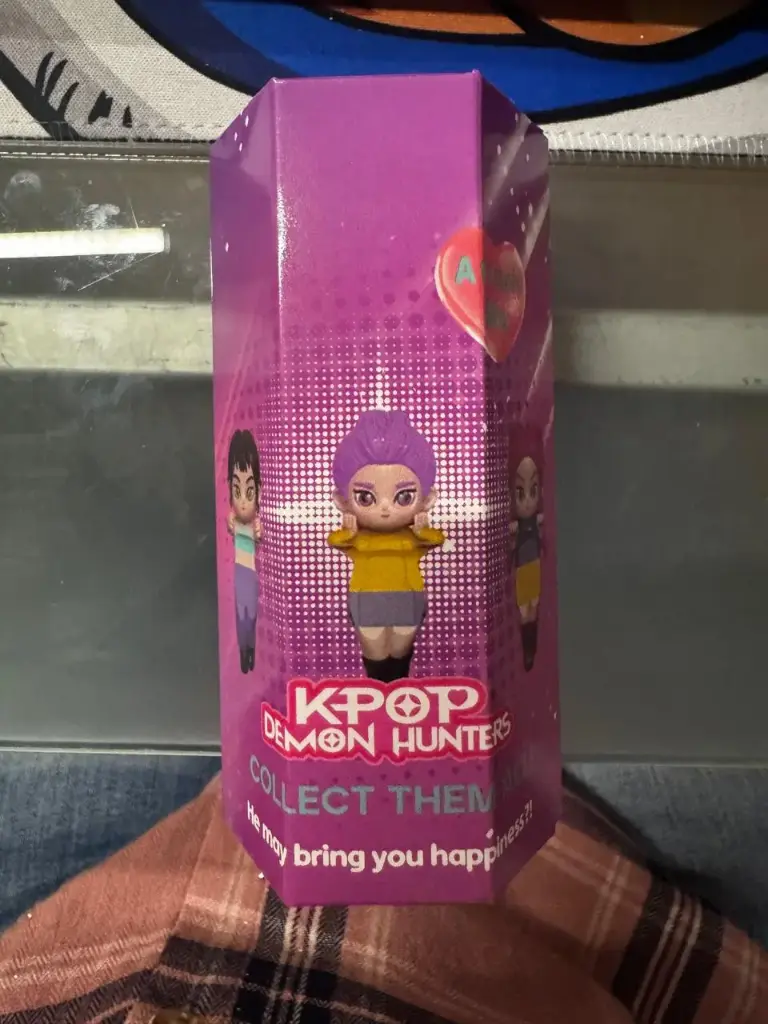 A
KPOP
DEMON HUNTERS
COLLECT THEM
He may bring you happiness?!